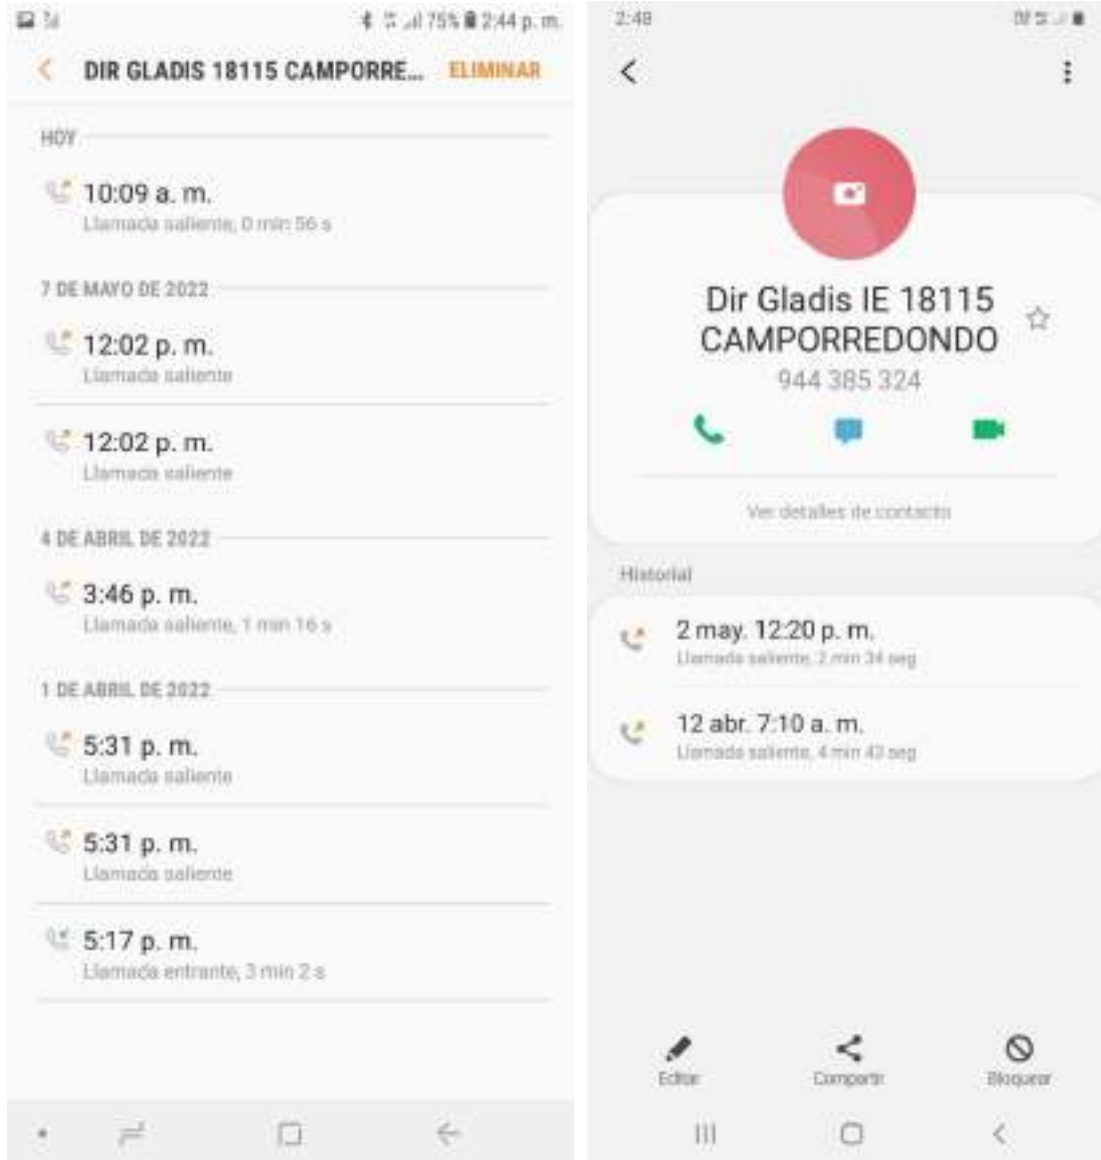 75% 2:44 p. m.
DIR GLADIS 18115 CAMPORRE... ELIMINAR
HOY
10:09 a. m.
Llamada saliente, 0 min 56 s
7 DE MAYO DE 2022
12:02 p. m.
Llamada saliente
12:02 p. m.
Llamada saliente
4 DE ABRIL DE 2022
3:46 p. m.
Llamada saliente, 1 min 16 s
1 DE ABRIL DE 2022
5:31 p. m.
Llamada saliente
5:31 p. m.
Llamada saliente
5:17 p. m.
Llamada entrante, 3 min 2 s
2:48
Dir Gladis IE 18115
CAMPORREDONDO
944 385 324
Ver detalles de contacto
Historial
2 may. 12:20 p. m.
Llamada saliente, 2 min 34 seg
12 abr. 7:10 a. m.
Llamada saliente, 4 min 43 seg
Editar Compartir Bloquear